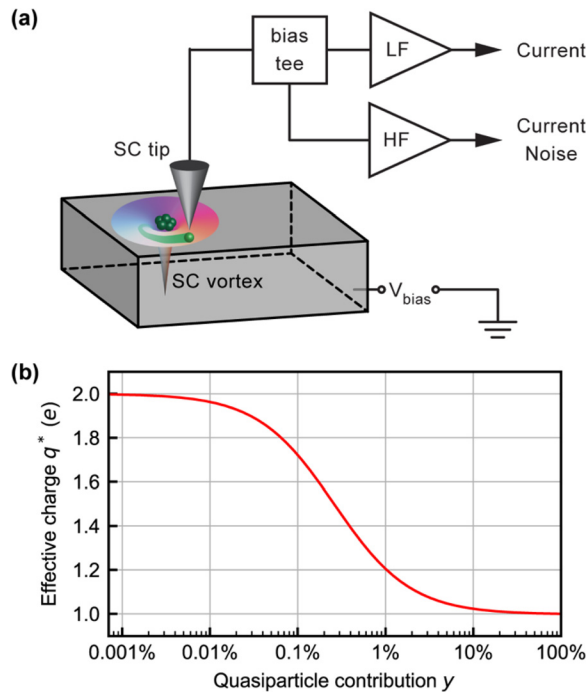 (a)
bias
tee
LF
Current
HF
Current
Noise
SC tip
SC vortex
V_bias
(b)
Effective charge q* (e)
2.0
1.8
1.6
1.4
1.2
1.0
0.001% 0.01% 0.1% 1% 10% 100%
Quasiparticle contribution y